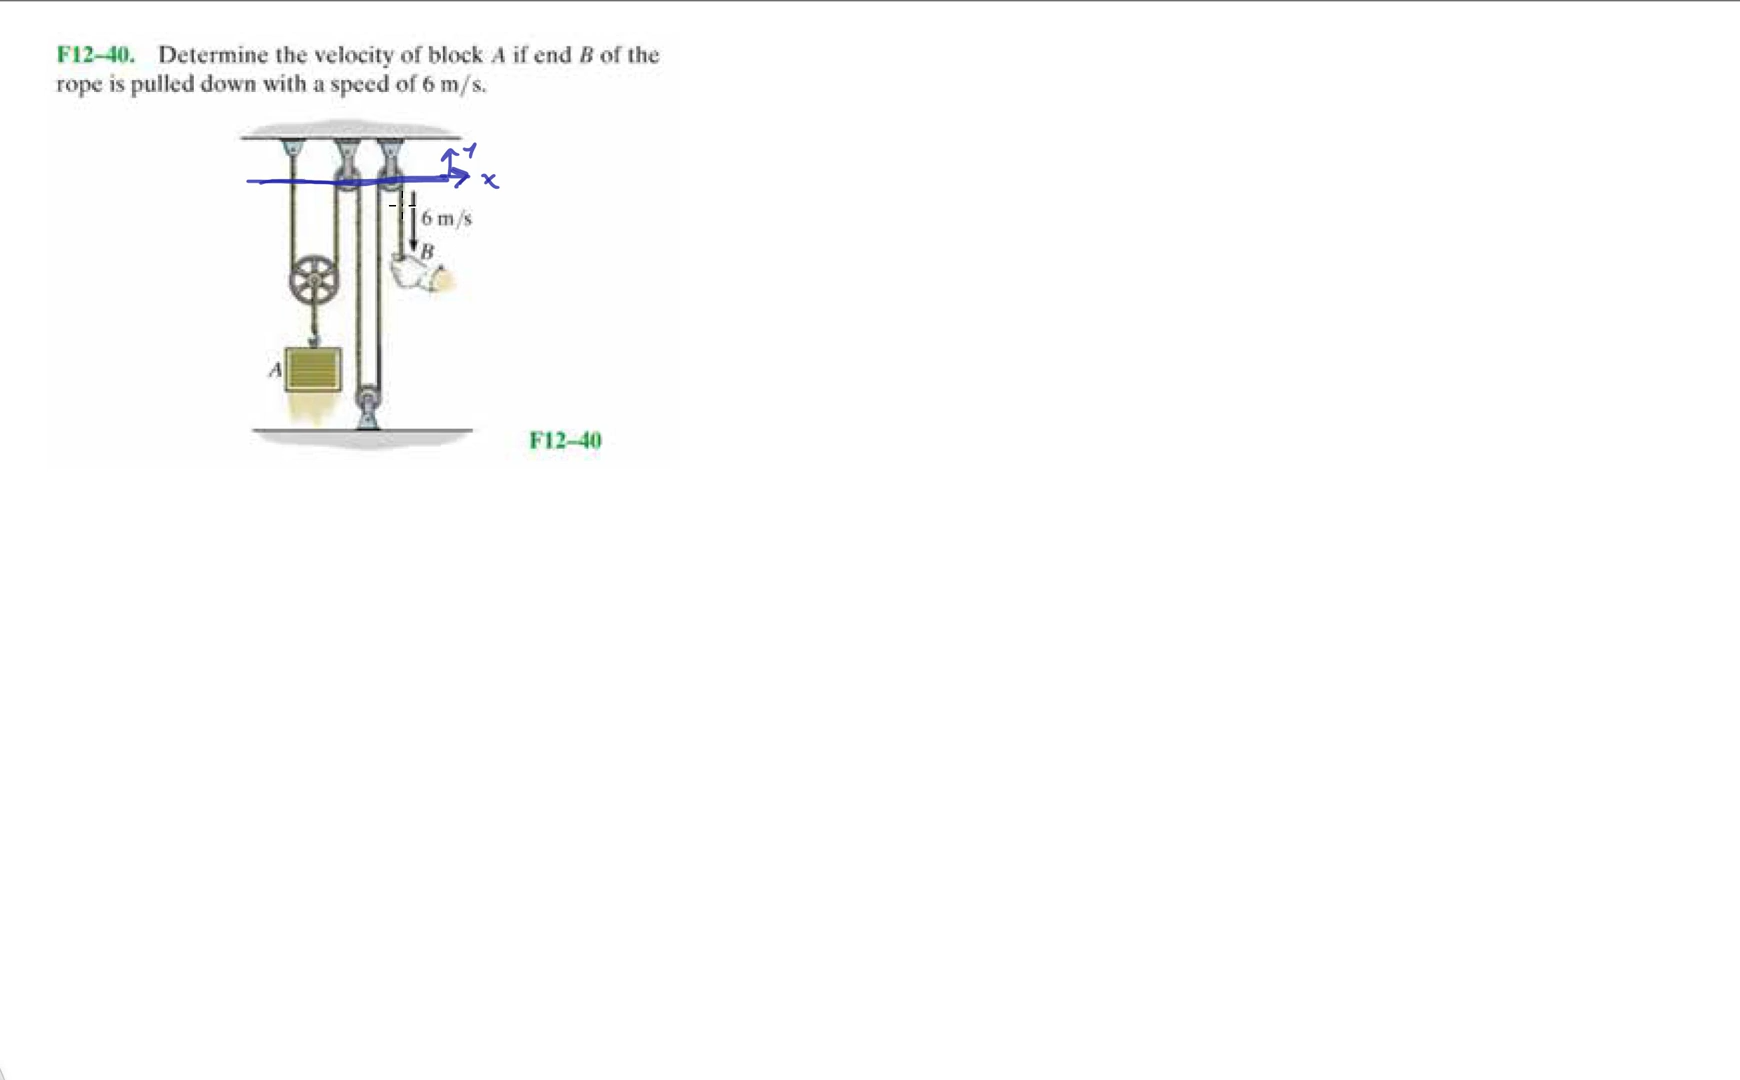 F12–40. Determine the velocity of block A if end B of the
rope is pulled down with a speed of 6 m/s.
Y
x
6 m/s
B
A
F12–40